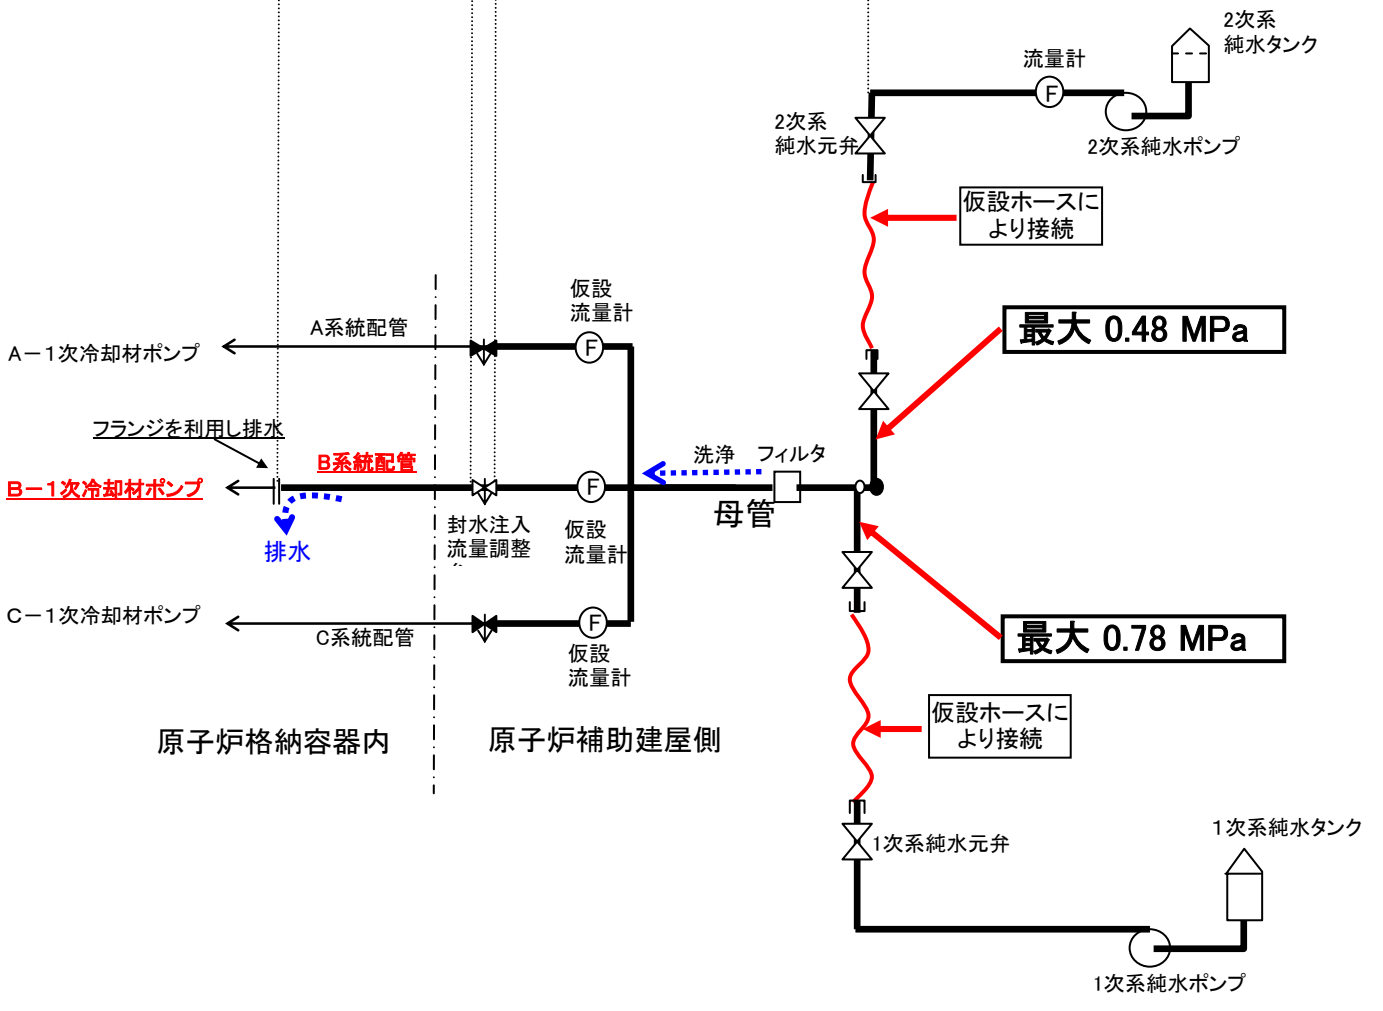 2次系
純水タンク
流量計
F
2次系
純水元弁
2次系純水ポンプ
仮設ホースに
より接続
仮設
流量計
最大 0.48 MPa
A系統配管
F
A－1次冷却材ポンプ
フランジを利用し排水
B系統配管
洗浄
フィルタ
B－1次冷却材ポンプ
F
母管
封水注入
流量調整
仮設
流量計
排水
C－1次冷却材ポンプ
F
C系統配管
最大 0.78 MPa
仮設
流量計
仮設ホースに
より接続
原子炉格納容器内
原子炉補助建屋側
1次系純水タンク
1次系純水元弁
1次系純水ポンプ